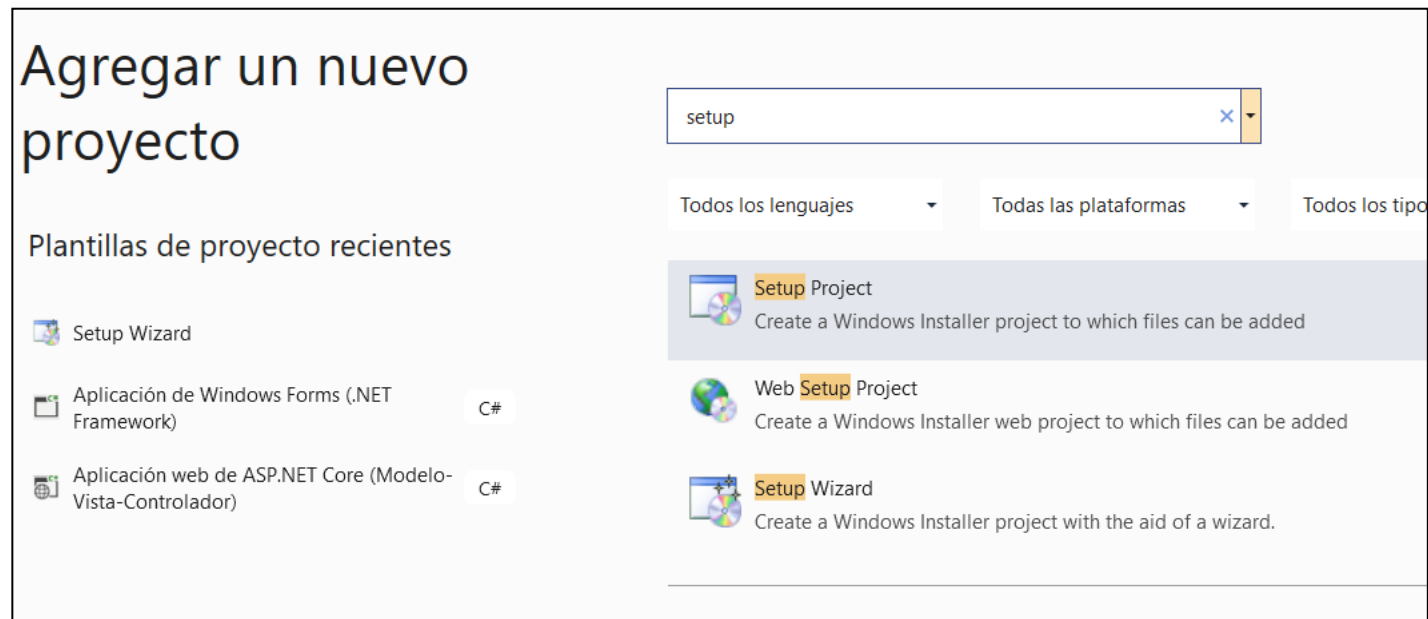 Agregar un nuevo
proyecto
Plantillas de proyecto recientes
Setup Wizard
Aplicación de Windows Forms (.NET
Framework)
C#
Aplicación web de ASP.NET Core (Modelo-
Vista-Controlador)
C#
setup
Todos los lenguajes
Todas las plataformas
Todos los tipo
Setup Project
Create a Windows Installer project to which files can be added
Web Setup Project
Create a Windows Installer web project to which files can be added
Setup Wizard
Create a Windows Installer project with the aid of a wizard.